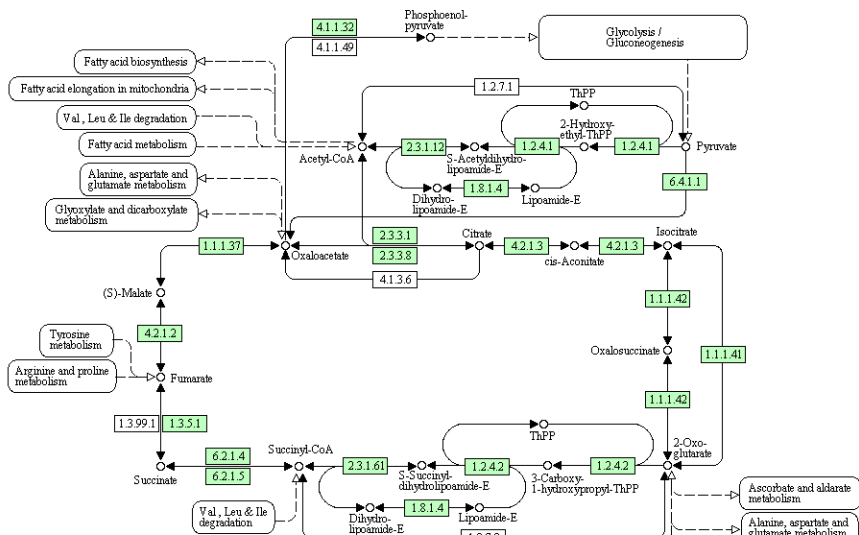 Phosphoenol-
pyruvate
4.1.1.32
4.1.1.49
Glycolysis /
Gluconeogenesis
Fatty acid biosynthesis
Fatty acid elongation in mitochondria
Val , Leu & Ile degradation
Fatty acid metabolism
Alanine, aspartate and
glutamate metabolism
Glyoxylate and dicarboxylate
metabolism
1.2.7.1
ThPP
2-Hydroxy-
ethyl-ThPP
Acetyl-CoA
2.3.1.12
S-Acetyldihydro-
lipoamide-E
1.2.4.1
1.2.4.1
Pyruvate
6.4.1.1
1.8.1.4
Dihydro-
lipoamide-E
Lipoamide-E
1.1.1.37
Oxaloacetate
2.3.3.1
2.3.3.8
Citrate
4.2.1.3
cis-Aconitate
4.2.1.3
Isocitrate
4.1.3.6
(S)-Malate
1.1.1.42
4.2.1.2
Tyrosine
metabolism
Oxalosuccinate
1.1.1.41
Arginine and proline
metabolism
Fumarate
1.1.1.42
1.3.99.1
1.3.5.1
ThPP
2-Oxo-
glutarate
6.2.1.4
6.2.1.5
Succinate
Succinyl-CoA
2.3.1.61
S-Succinyl-
dihydrolipoamide-E
1.2.4.2
3-Carboxy-
1-hydroxypropyl-ThPP
1.2.4.2
Val , Leu & Ile
degradation
1.8.1.4
Dihydro-
lipoamide-E
Lipoamide-E
Ascorbate and aldarate
metabolism
Alanine, aspartate and
glutamate metabolism